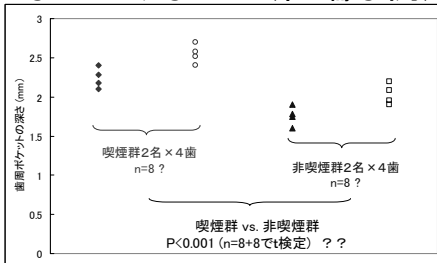 3
2.5
2
1.5
1
0.5
0
歯周ポケットの深さ(mm)
喫煙群2名×4歯
n=8 ?
非喫煙群2名×4歯
n=8 ?
喫煙群 vs. 非喫煙群
P<0.001 (n=8+8でt検定) ? ?